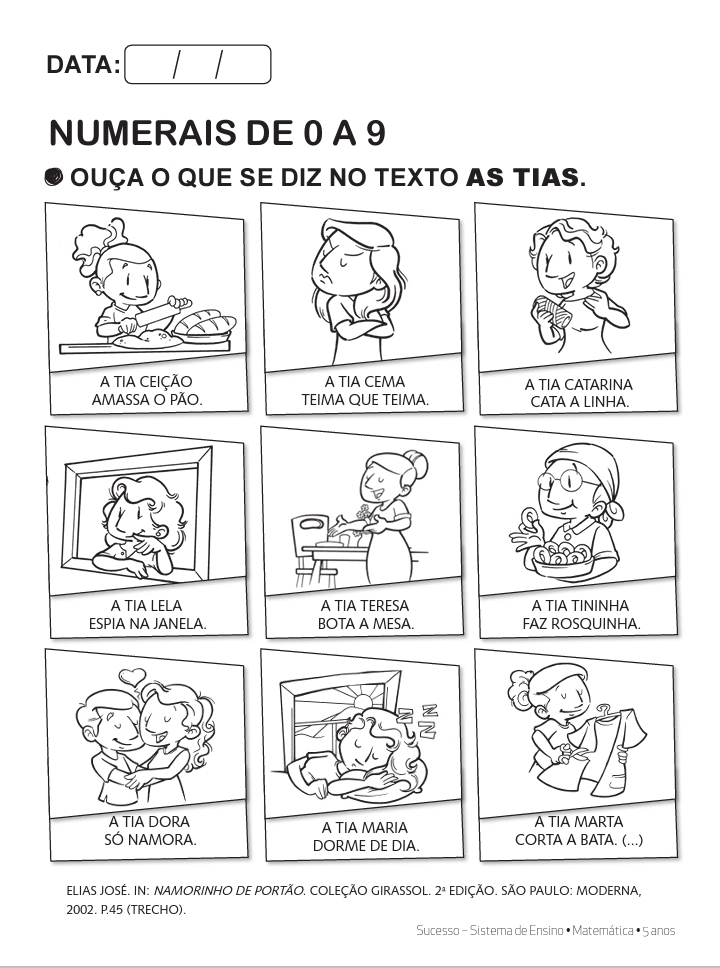 DATA: / /
NUMERAIS DE 0 A 9
OUÇA O QUE SE DIZ NO TEXTO AS TIAS.
A TIA CEIÇÃO
AMASSA O PÃO.
A TIA CEMA
TEIMA QUE TEIMA.
A TIA CATARINA
CATA A LINHA.
A TIA LELA
ESPIA NA JANELA.
A TIA TERESA
BOTA A MESA.
A TIA TININHA
FAZ ROSQUINHA.
A TIA DORA
SÓ NAMORA.
Z Z Z Z
A TIA MARIA
DORME DE DIA.
A TIA MARTA
CORTA A BATA. (...)
ELIAS JOSÉ. IN: NAMORINHO DE PORTÃO. COLEÇÃO GIRASSOL. 2ª EDIÇÃO. SÃO PAULO: MODERNA,
2002. P.45 (TRECHO).
Sucesso – Sistema de Ensino • Matemática • 5 anos